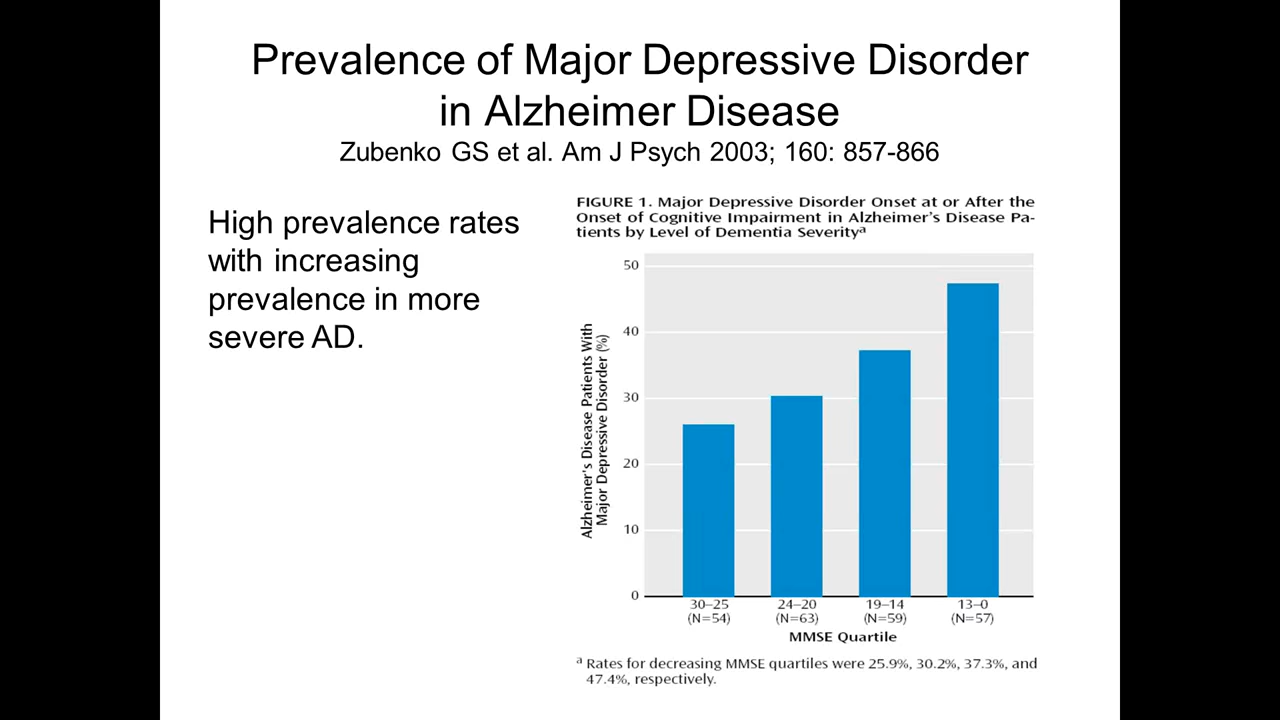 Prevalence of Major Depressive Disorder
in Alzheimer Disease
Zubenko GS et al. Am J Psych 2003; 160: 857-866
High prevalence rates
with increasing
prevalence in more
severe AD.
FIGURE 1. Major Depressive Disorder Onset at or After the
Onset of Cognitive Impairment in Alzheimer's Disease Pa-
tients by Level of Dementia Severityᵃ
Alzheimer's Disease Patients With
Major Depressive Disorder (%)
50
40
30
20
10
0
30–25 24–20 19–14 13–0
(N=54) (N=63) (N=59) (N=57)
MMSE Quartile
ᵃ Rates for decreasing MMSE quartiles were 25.9%, 30.2%, 37.3%, and
47.4%, respectively.